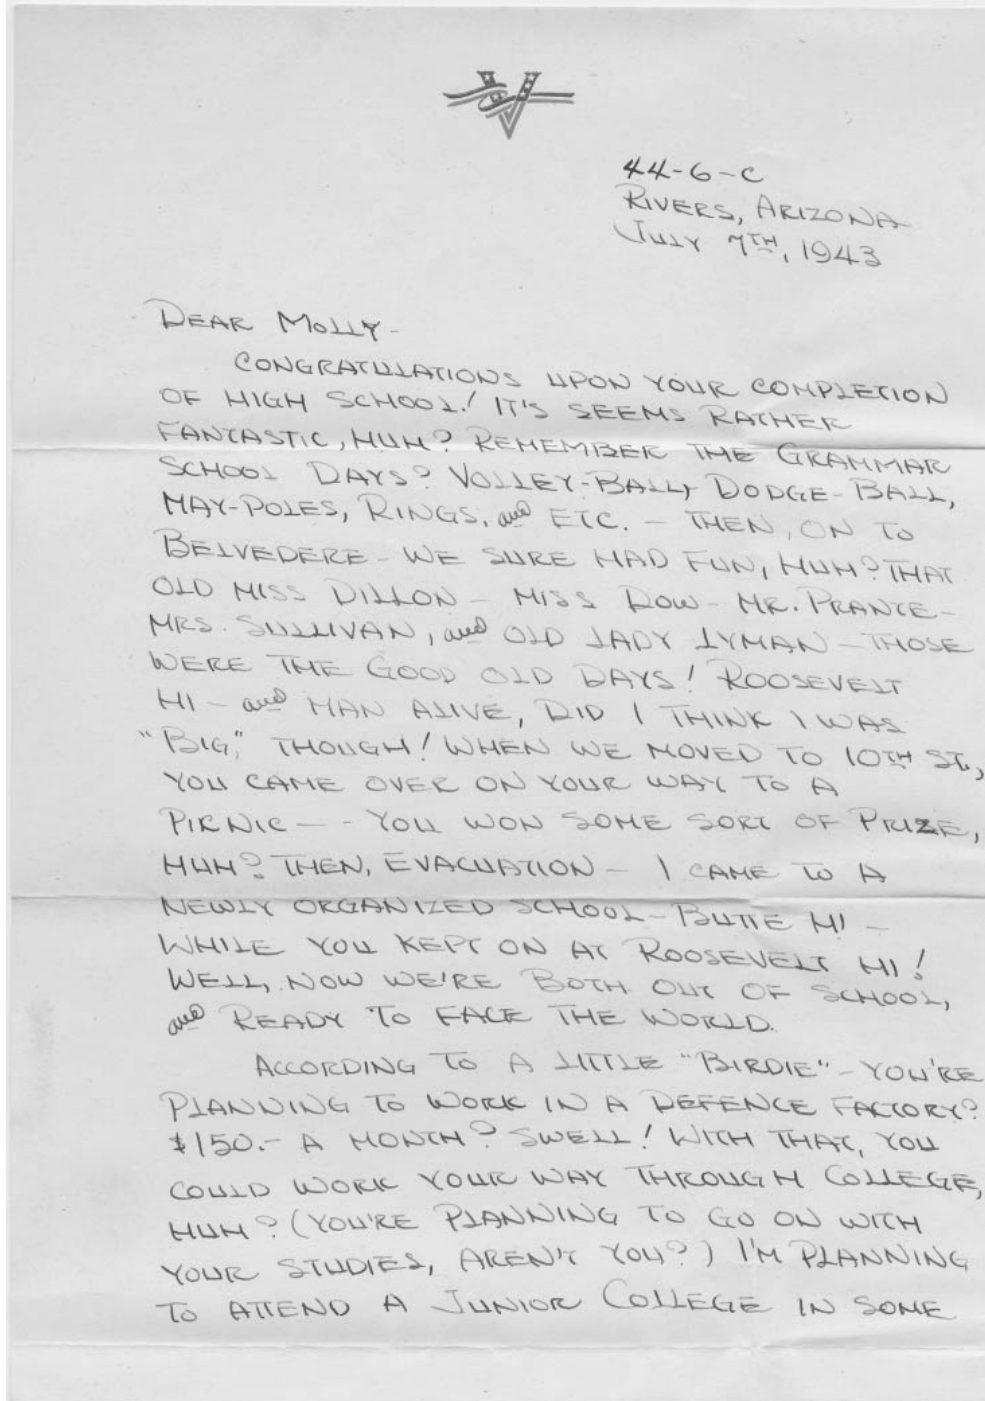 44-6-C
RIVERS, ARIZONA
JULY 7TH, 1943
DEAR MOLLY-
CONGRATULATIONS UPON YOUR COMPLETION
OF HIGH SCHOOL! IT'S SEEMS RATHER
FANTASTIC, HUH? REMEMBER THE GRAMMAR
SCHOOL DAYS? VOLLEY-BALL, DODGE-BALL,
MAY-POLES, RINGS, and ETC. - THEN, ON TO
BELVEDERE - WE SURE HAD FUN, HUH? THAT
OLD MISS DILLON - MISS DOW - MR. PRANTE -
MRS. SULLIVAN, and OLD LADY LYMAN - THOSE
WERE THE GOOD OLD DAYS! ROOSEVELT
HI - and MAN ALIVE, DID I THINK I WAS
"BIG," THOUGH! WHEN WE MOVED TO 10TH ST.,
YOU CAME OVER ON YOUR WAY TO A
PICNIC - - YOU WON SOME SORT OF PRIZE,
HUH? THEN, EVACUATION - I CAME TO A
NEWLY ORGANIZED SCHOOL - BUTTE HI -
WHILE YOU KEPT ON AT ROOSEVELT HI!
WELL, NOW WE'RE BOTH OUT OF SCHOOL,
and READY TO FACE THE WORLD.
ACCORDING TO A LITTLE "BIRDIE" - YOU'RE
PLANNING TO WORK IN A DEFENCE FACTORY?
$150.- A MONTH? SWELL! WITH THAT, YOU
COULD WORK YOUR WAY THROUGH COLLEGE,
HUH? (YOU'RE PLANNING TO GO ON WITH
YOUR STUDIES, AREN'T YOU?) I'M PLANNING
TO ATTEND A JUNIOR COLLEGE IN SOME